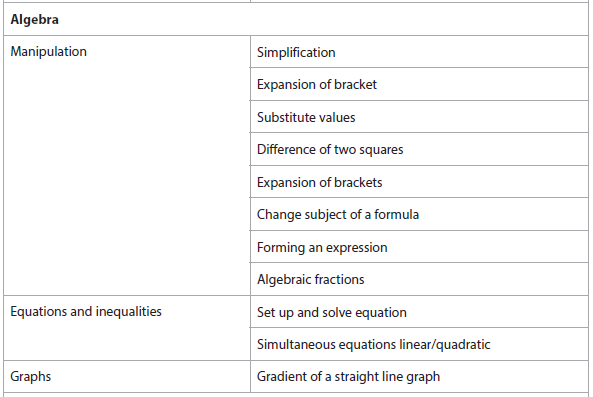 Algebra
Manipulation
Simplification
Expansion of bracket
Substitute values
Difference of two squares
Expansion of brackets
Change subject of a formula
Forming an expression
Algebraic fractions
Equations and inequalities
Set up and solve equation
Simultaneous equations linear/quadratic
Graphs
Gradient of a straight line graph